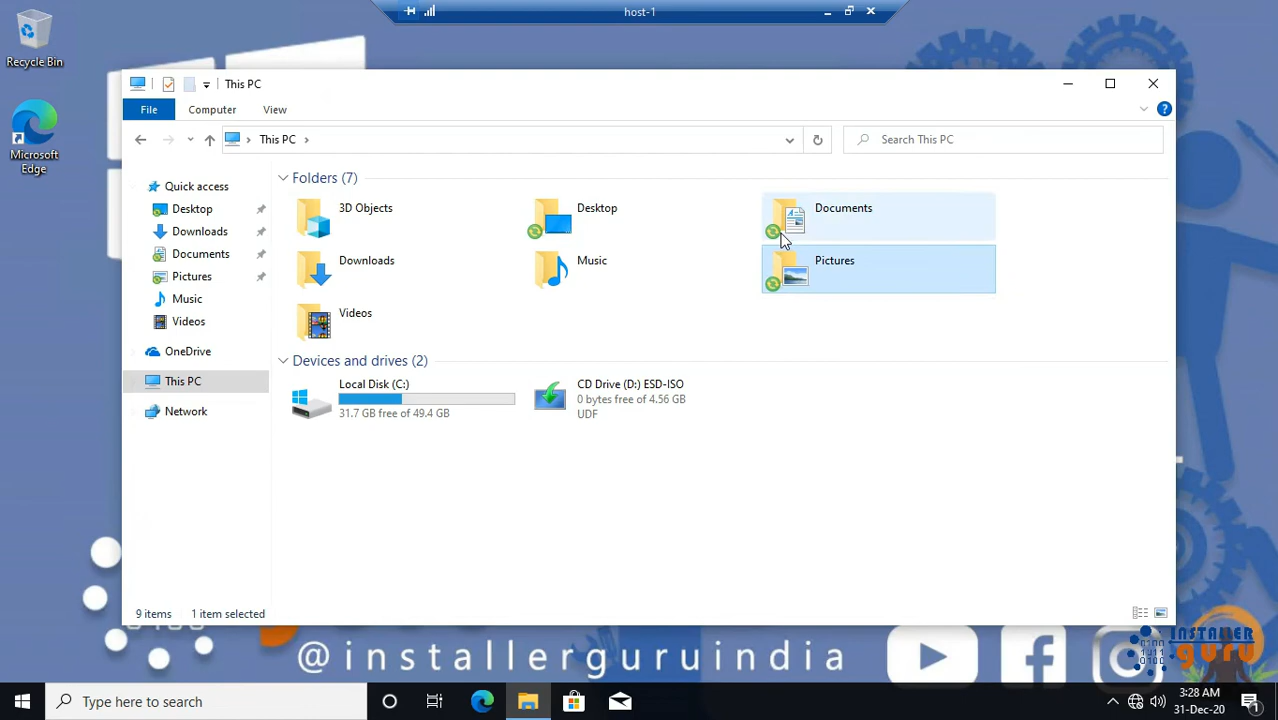 host-1
Recycle Bin
Microsoft
Edge
This PC
File
Computer
View
This PC
Search This PC
Quick access
Desktop
Downloads
Documents
Pictures
Music
Videos
OneDrive
This PC
Network
Folders (7)
3D Objects
Desktop
Documents
Downloads
Music
Pictures
Videos
Devices and drives (2)
Local Disk (C:)
31.7 GB free of 49.4 GB
CD Drive (D:) ESD-ISO
0 bytes free of 4.56 GB
UDF
9 items
1 item selected
@installerguruindia
INSTALLER
guru
Type here to search
3:28 AM
31-Dec-20
1